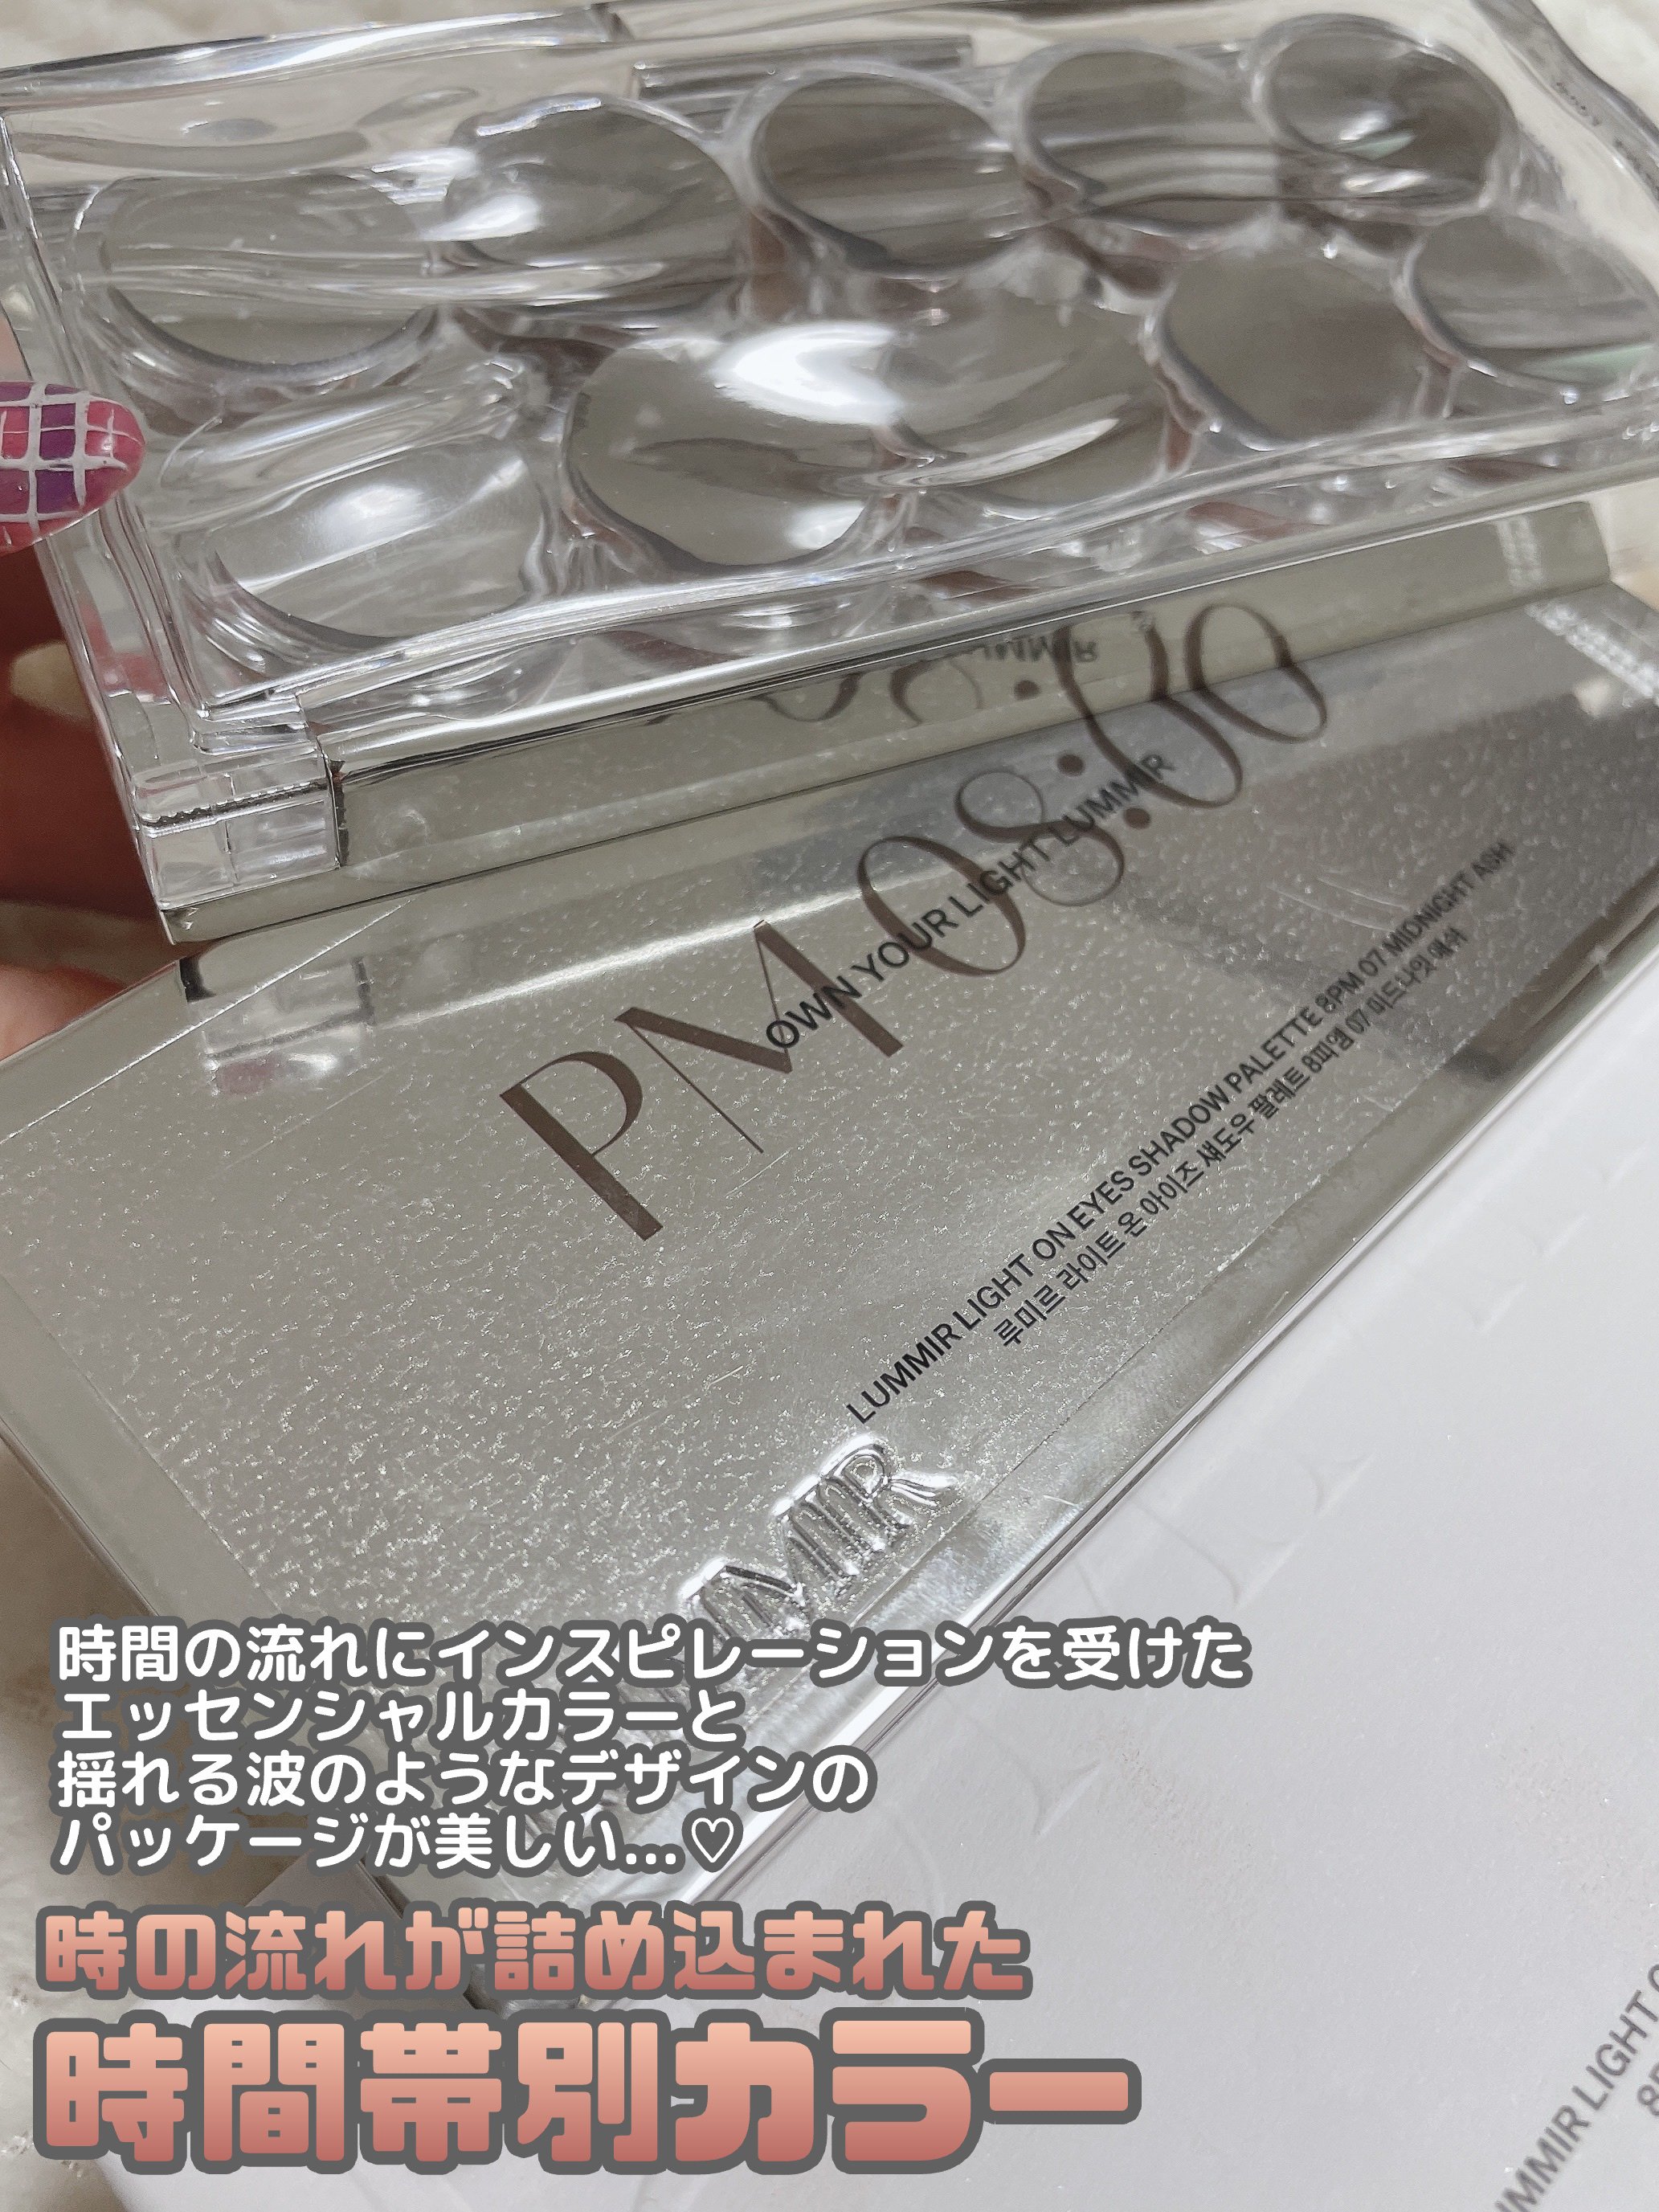 PM 08:00
OWN YOUR LIGHT LUMMIR
LUMMIR LIGHT ON EYES SHADOW PALETTE 8PM 07 MIDNIGHT ASH
루미르 라이트 온 아이즈 섀도우 팔레트 8피엠 07 미드나잇 애쉬
時間の流れにインスピレーションを受けた
エッセンシャルカラーと
揺れる波のようなデザインの
パッケージが美しい...♡
時の流れが詰め込まれた
時間帯別カラー